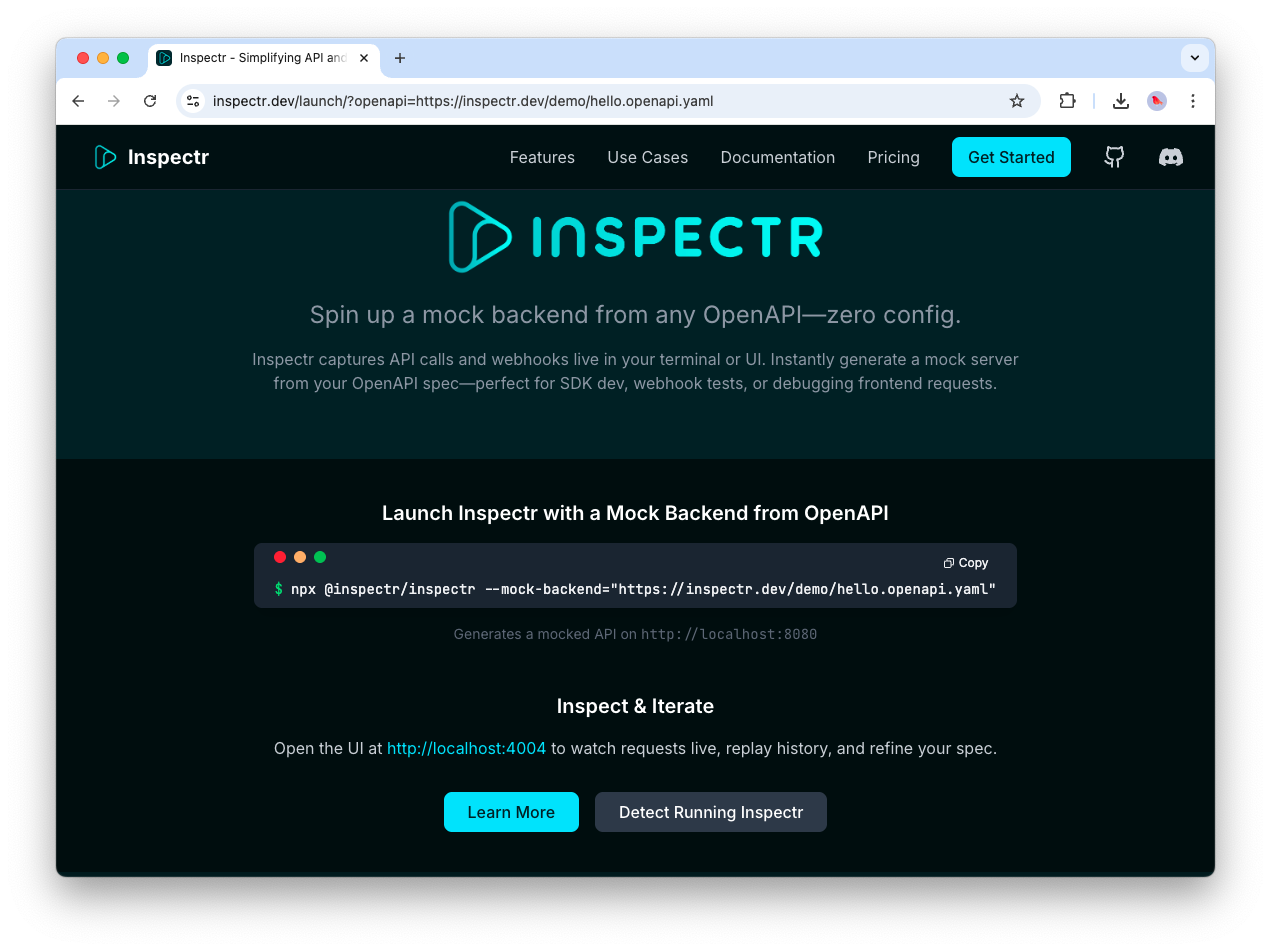 Inspectr - Simplifying API and
inspectr.dev/launch/?openapi=https://inspectr.dev/demo/hello.openapi.yaml
Inspectr
Features
Use Cases
Documentation
Pricing
Get Started
INSPECTR
Spin up a mock backend from any OpenAPI—zero config.
Inspectr captures API calls and webhooks live in your terminal or UI. Instantly generate a mock server
from your OpenAPI spec—perfect for SDK dev, webhook tests, or debugging frontend requests.
Launch Inspectr with a Mock Backend from OpenAPI
Copy
$ npx @inspectr/inspectr --mock-backend="https://inspectr.dev/demo/hello.openapi.yaml"
Generates a mocked API on http://localhost:8080
Inspect & Iterate
Open the UI at http://localhost:4004 to watch requests live, replay history, and refine your spec.
Learn More
Detect Running Inspectr